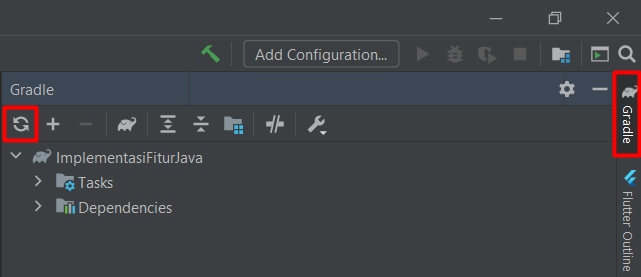 Add Configuration...
Gradle
ImplementasiFiturJava
Tasks
Dependencies
Gradle
Flutter Outline